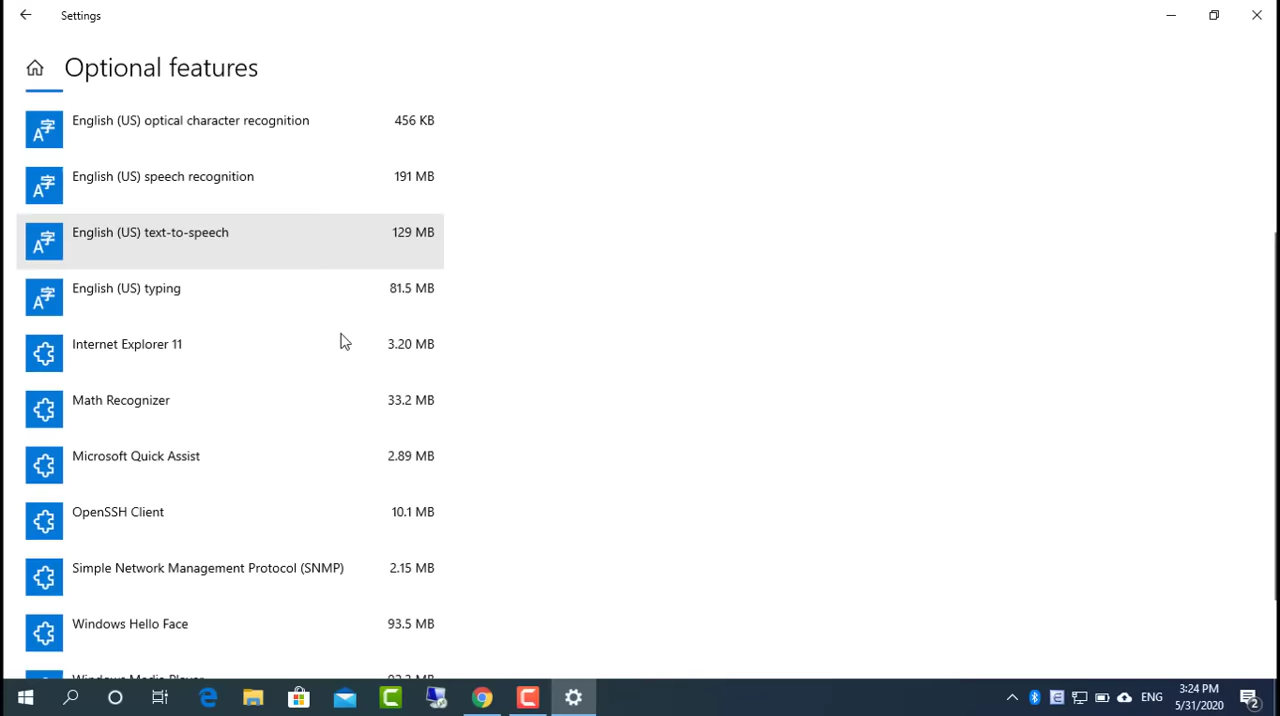 Settings
Optional features
English (US) optical character recognition 456 KB
English (US) speech recognition 191 MB
English (US) text-to-speech 129 MB
English (US) typing 81.5 MB
Internet Explorer 11 3.20 MB
Math Recognizer 33.2 MB
Microsoft Quick Assist 2.89 MB
OpenSSH Client 10.1 MB
Simple Network Management Protocol (SNMP) 2.15 MB
Windows Hello Face 93.5 MB
Windows Media Player
ENG
3:24 PM
5/31/2020
2